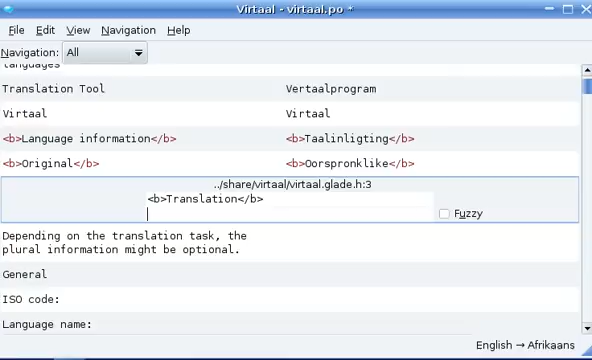 Virtaal - virtaal.po *
File Edit View Navigation Help
Navigation: All
languages
Translation Tool Vertaalprogram
Virtaal Virtaal
<b>Language information</b> <b>Taalinligting</b>
<b>Original</b> <b>Oorspronklike</b>
../share/virtaal/virtaal.glade.h:3
<b>Translation</b>
Fuzzy
Depending on the translation task, the
plural information might be optional.
General
ISO code:
Language name:
English → Afrikaans